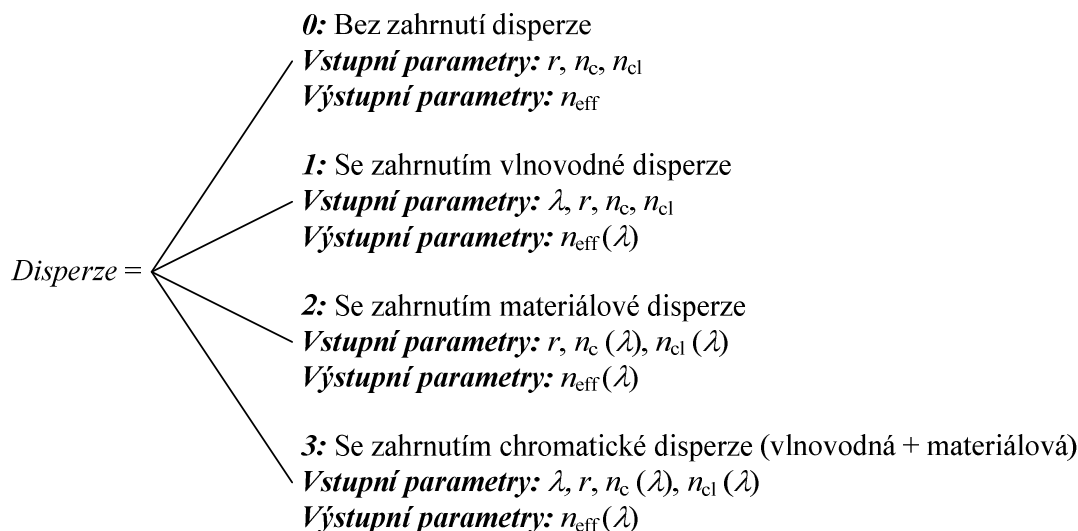 0: Bez zahrnutí disperze
Vstupní parametry: r, nc, ncl
Výstupní parametry: neff
1: Se zahrnutím vlnovodné disperze
Vstupní parametry: λ, r, nc, ncl
Výstupní parametry: neff (λ)
Disperze =
2: Se zahrnutím materiálové disperze
Vstupní parametry: r, nc (λ), ncl (λ)
Výstupní parametry: neff (λ)
3: Se zahrnutím chromatické disperze (vlnovodná + materiálová)
Vstupní parametry: λ, r, nc (λ), ncl (λ)
Výstupní parametry: neff (λ)